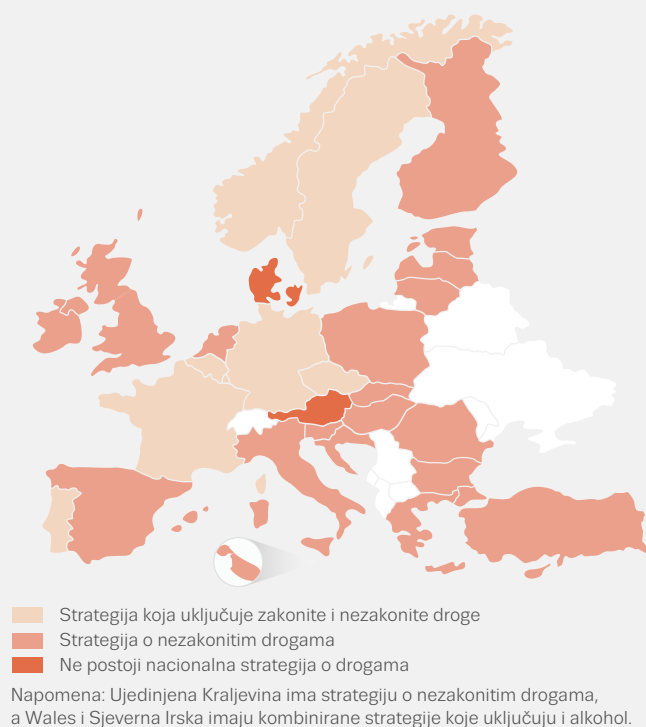 Strategija koja uključuje zakonite i nezakonite droge
Strategija o nezakonitim drogama
Ne postoji nacionalna strategija o drogama
Napomena: Ujedinjena Kraljevina ima strategiju o nezakonitim drogama,
a Wales i Sjeverna Irska imaju kombinirane strategije koje uključuju i alkohol.